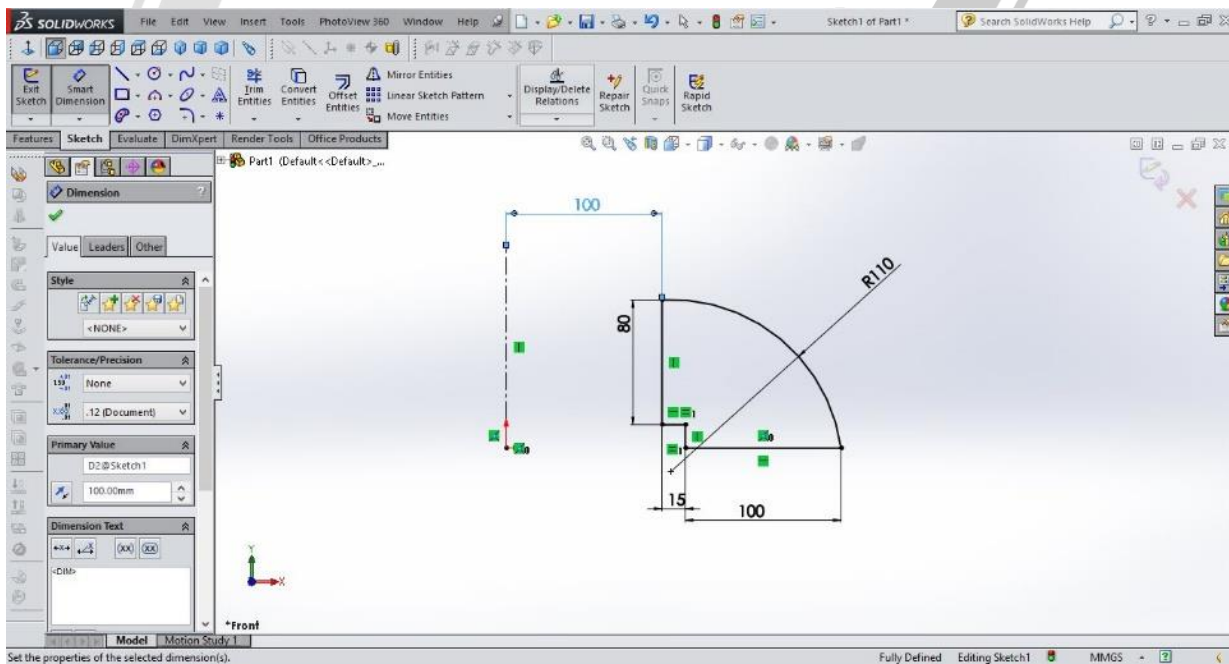 SOLIDWORKS File Edit View Insert Tools PhotoView 360 Window Help Sketch1 of Part1 * Search SolidWorks Help
Exit Sketch
Smart Dimension
Trim Entities
Convert Entities
Offset Entities
Mirror Entities
Linear Sketch Pattern
Move Entities
Display/Delete Relations
Repair Sketch
Quick Snaps
Rapid Sketch
Features Sketch Evaluate DimXpert Render Tools Office Products
Part1 (Default<<Default>_...
Dimension ?
Value Leaders Other
Style
<NONE>
Tolerance/Precision
None
.12 (Document)
Primary Value
D2@Sketch1
100.00mm
Dimension Text
(xx) (xx)
<DIM>
100
R110
80
15
100
Y
X
*Front
Model Motion Study 1
Set the properties of the selected dimension(s). Fully Defined Editing Sketch1 MMGS